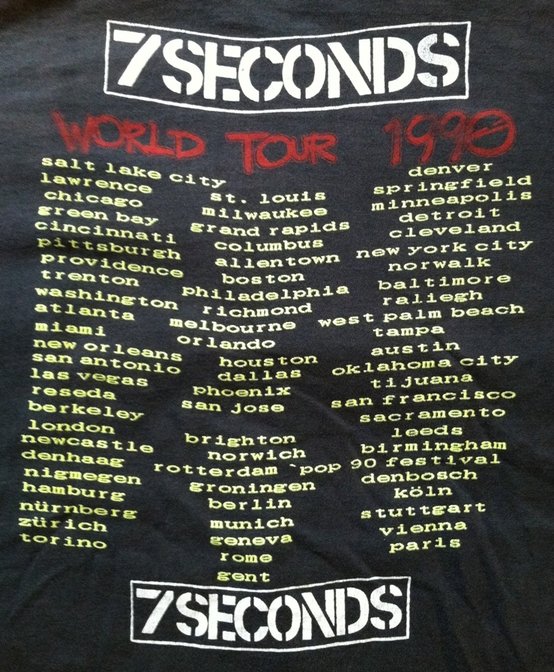 7SECONDS
WORLD TOUR 1990
salt lake city
lawrence
chicago
green bay
cincinnati
pittsburgh
providence
trenton
washington
atlanta
miami
new orleans
san antonio
las vegas
reseda
berkeley
london
newcastle
denhaag
nigmegen
hamburg
nürnberg
zürich
torino
st. louis
milwaukee
grand rapids
columbus
allentown
boston
philadelphia
richmond
melbourne
orlando
houston
dallas
phoenix
san jose
brighton
norwich
rotterdam `pop 90 festival
groningen
berlin
munich
geneva
rome
gent
denver
springfield
minneapolis
detroit
cleveland
new york city
norwalk
baltimore
raliegh
west palm beach
tampa
austin
oklahoma city
tijuana
san francisco
sacramento
leeds
birmingham
denbosch
köln
stuttgart
vienna
paris
7SECONDS